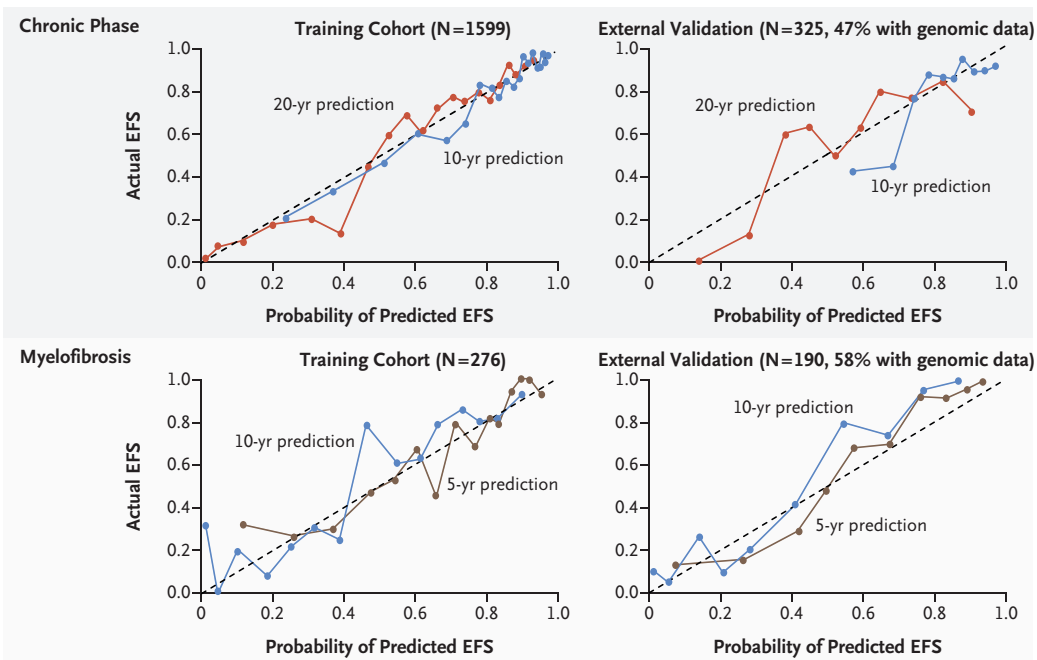 Chronic Phase
Training Cohort (N=1599)
External Validation (N=325, 47% with genomic data)
1.0
0.8
0.6
0.4
0.2
0.0
Actual EFS
20-yr prediction
10-yr prediction
0 0.2 0.4 0.6 0.8 1.0
Probability of Predicted EFS
1.0
0.8
0.6
0.4
0.2
0.0
20-yr prediction
10-yr prediction
0 0.2 0.4 0.6 0.8 1.0
Probability of Predicted EFS
Myelofibrosis
Training Cohort (N=276)
External Validation (N=190, 58% with genomic data)
1.0
0.8
0.6
0.4
0.2
0.0
Actual EFS
10-yr prediction
5-yr prediction
0 0.2 0.4 0.6 0.8 1.0
Probability of Predicted EFS
1.0
0.8
0.6
0.4
0.2
0.0
10-yr prediction
5-yr prediction
0 0.2 0.4 0.6 0.8 1.0
Probability of Predicted EFS